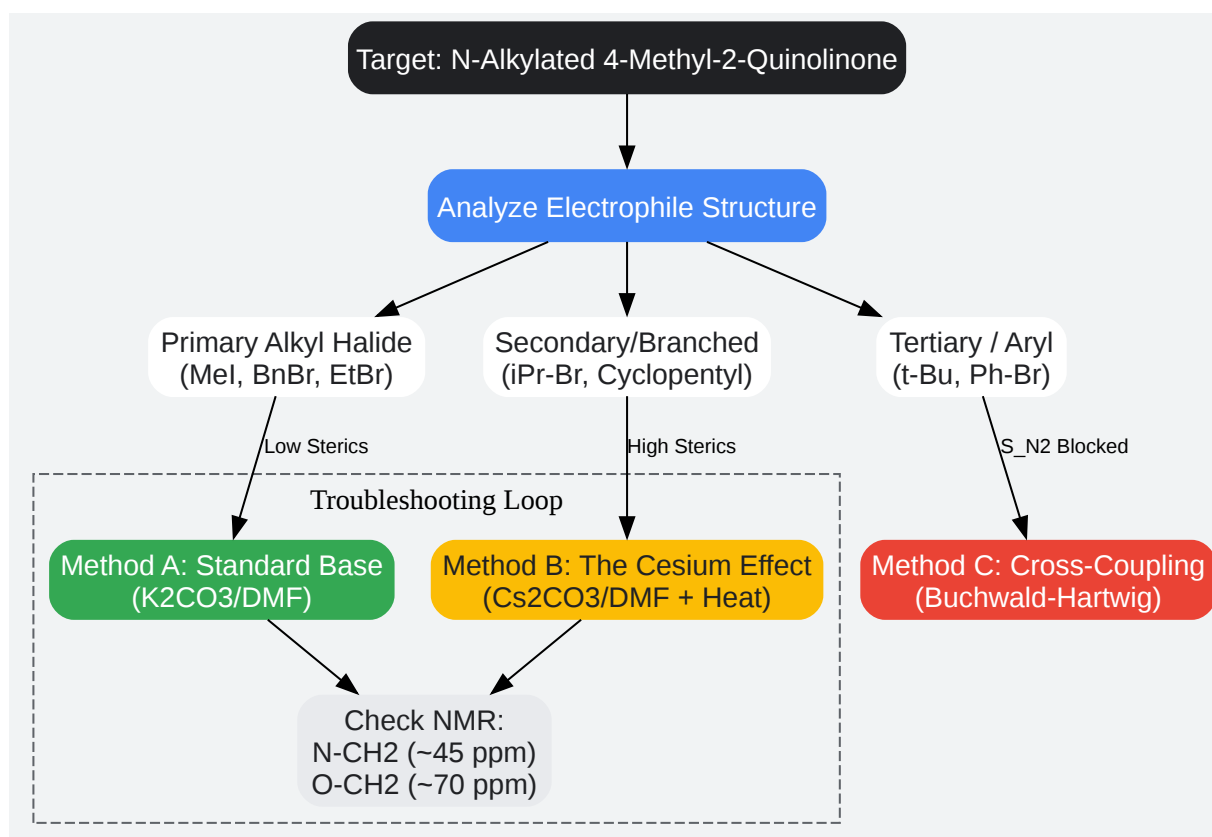 Target: N-Alkylated 4-Methyl-2-Quinolinone
Analyze Electrophile Structure
Primary Alkyl Halide
(MeI, BnBr, EtBr)
Secondary/Branched
(iPr-Br, Cyclopentyl)
Tertiary / Aryl
(t-Bu, Ph-Br)
Low Sterics
High Sterics
S_N2 Blocked
Troubleshooting Loop
Method A: Standard Base
(K2CO3/DMF)
Method B: The Cesium Effect
(Cs2CO3/DMF + Heat)
Method C: Cross-Coupling
(Buchwald-Hartwig)
Check NMR:
N-CH2 (~45 ppm)
O-CH2 (~70 ppm)